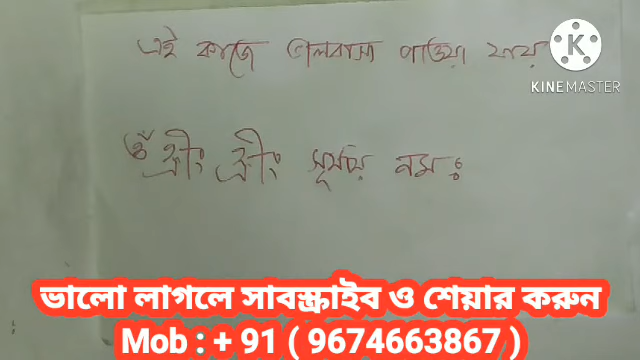 এই কাজে ভালবাসা পাওয়া যায়
KINEMASTER
ওঁ হ্রীং হ্রীং সূর্যায় নমঃ
ভালো লাগলে সাবস্ক্রাইব ও শেয়ার করুন
Mob : + 91 ( 9674663867 )